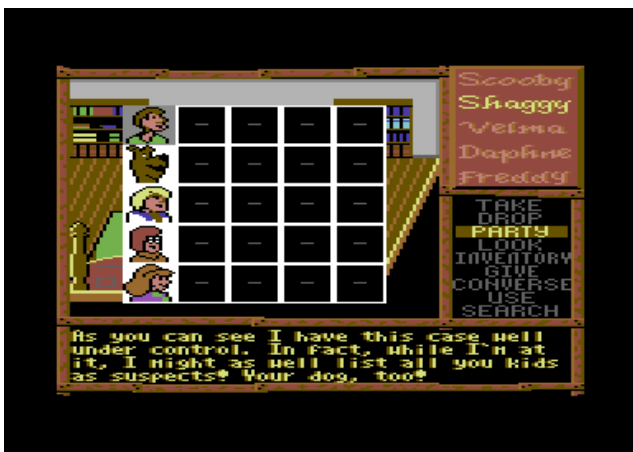 Scooby
Shaggy
Velma
Daphne
Freddy
TAKE
DROP
PARTY
LOOK
INVENTORY
GIVE
CONVERSE
USE
SEARCH
As you can see I have this case well
under control. In fact, while I'm at
it, I might as well list all you kids
as suspects! Your dog, too!